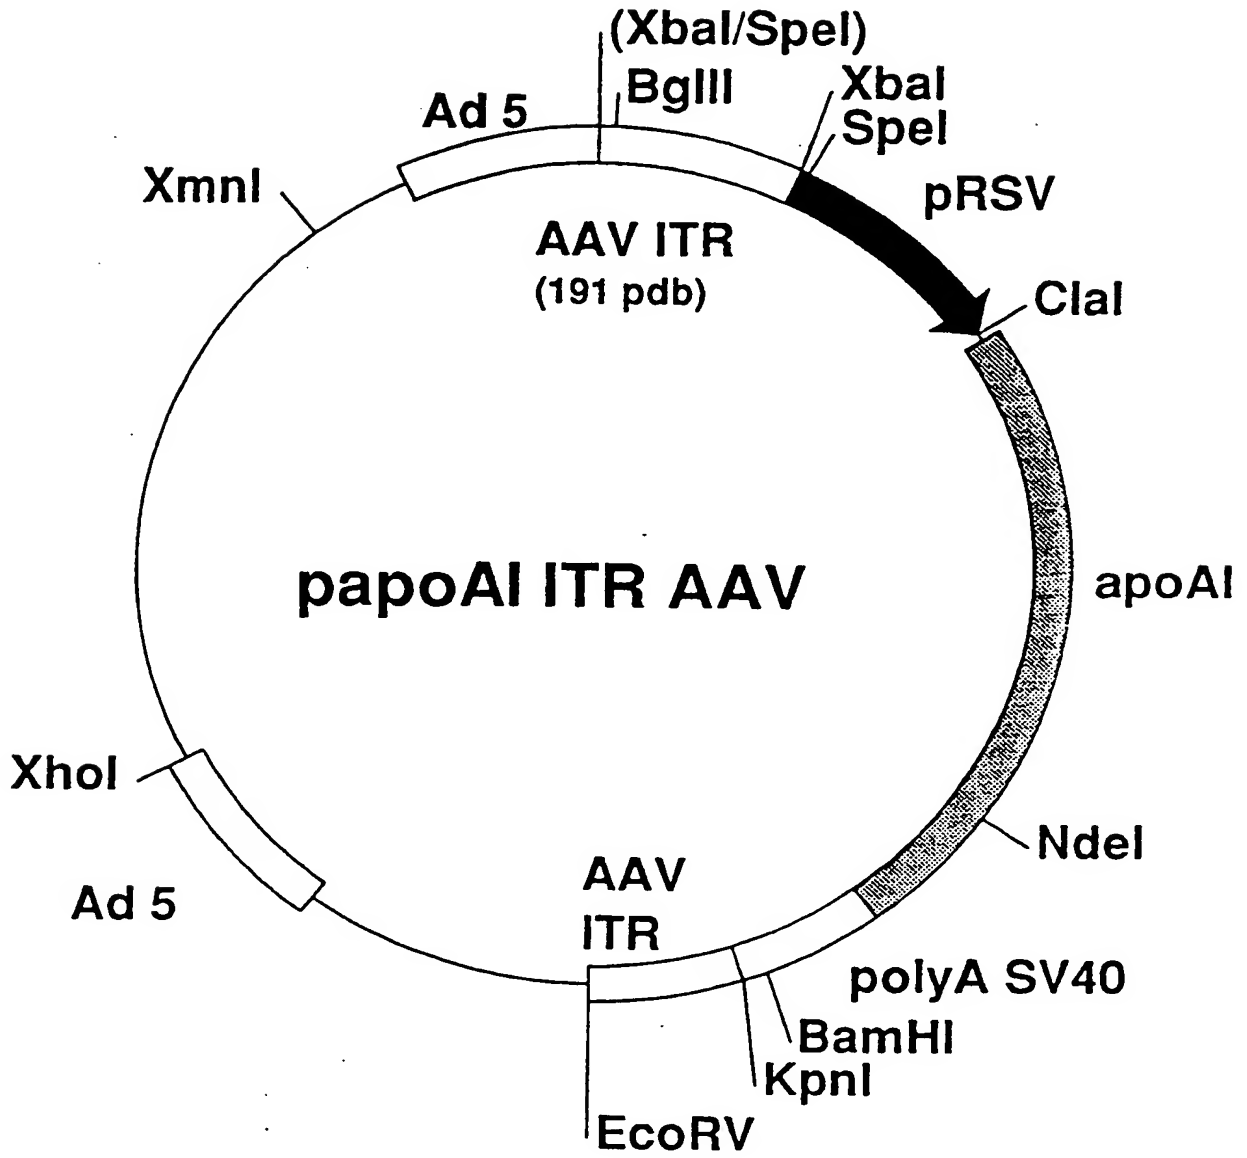 (XbaI/SpeI)
BglII
Ad 5
XbaI
SpeI
XmnI
pRSV
AAV ITR
(191 pdb)
ClaI
papoAI ITR AAV
apoAI
XhoI
NdeI
AAV
ITR
Ad 5
polyA SV40
BamHI
KpnI
EcoRV